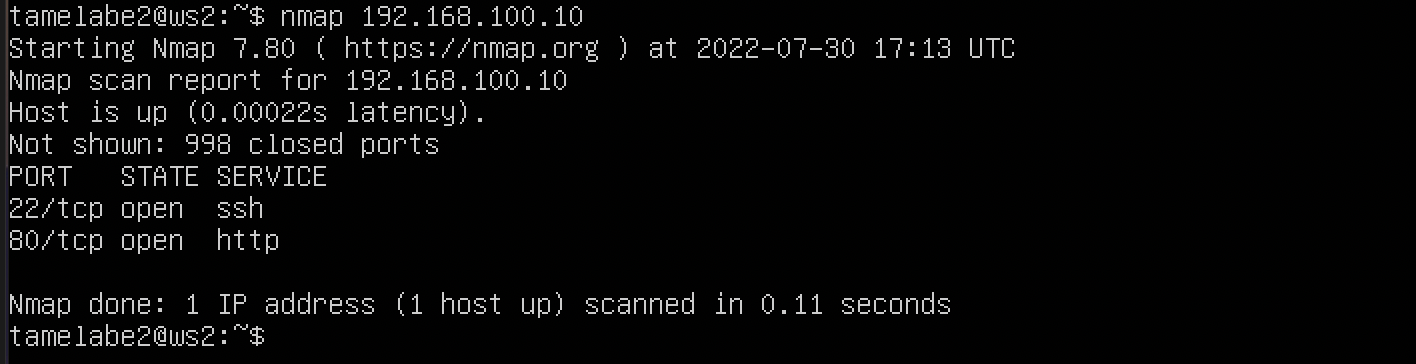 tamelabe2@ws2:~$ nmap 192.168.100.10
Starting Nmap 7.80 ( https://nmap.org ) at 2022-07-30 17:13 UTC
Nmap scan report for 192.168.100.10
Host is up (0.00022s latency).
Not shown: 998 closed ports
PORT   STATE SERVICE
22/tcp open  ssh
80/tcp open  http

Nmap done: 1 IP address (1 host up) scanned in 0.11 seconds
tamelabe2@ws2:~$